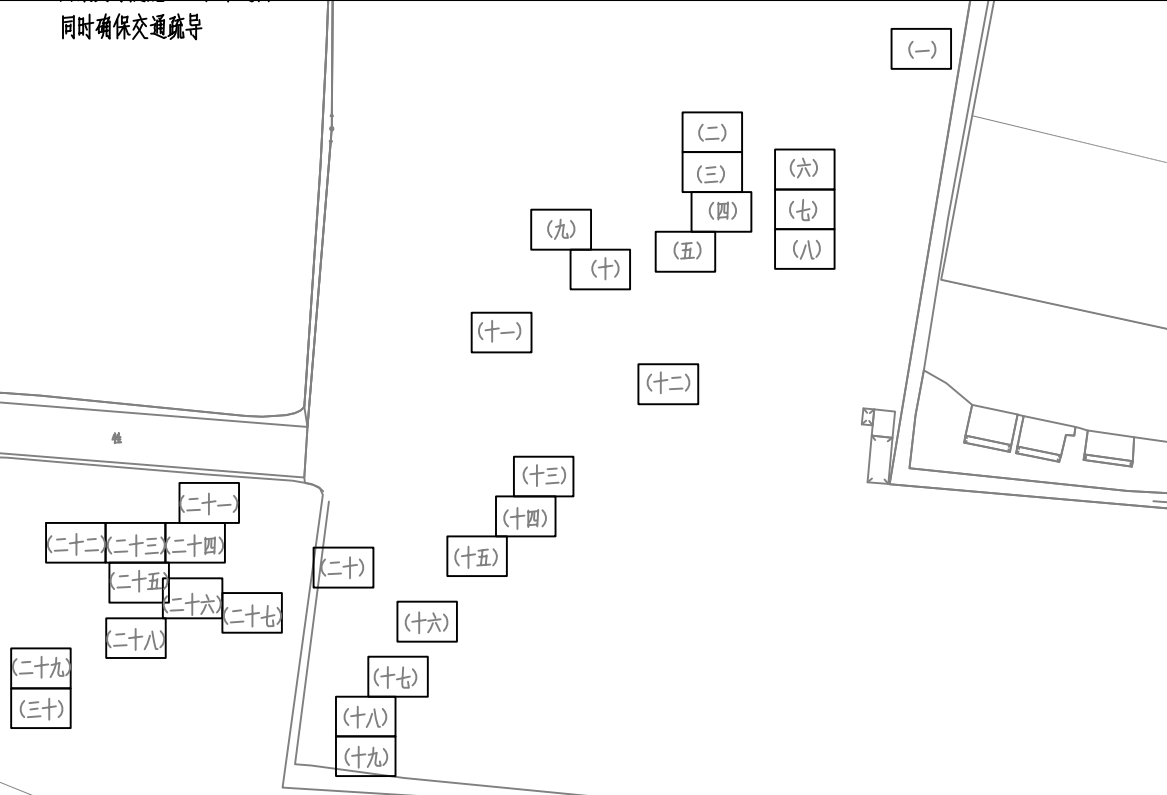 同时确保交通疏导
(一)
(二)
(三)
(四)
(五)
(六)
(七)
(八)
(九)
(十)
(十一)
(十二)
(十三)
(十四)
(十五)
(十六)
(十七)
(十八)
(十九)
(二十)
(二十一)
(二十二)
(二十三)
(二十四)
(二十五)
(二十六)
(二十七)
(二十八)
(二十九)
(三十)